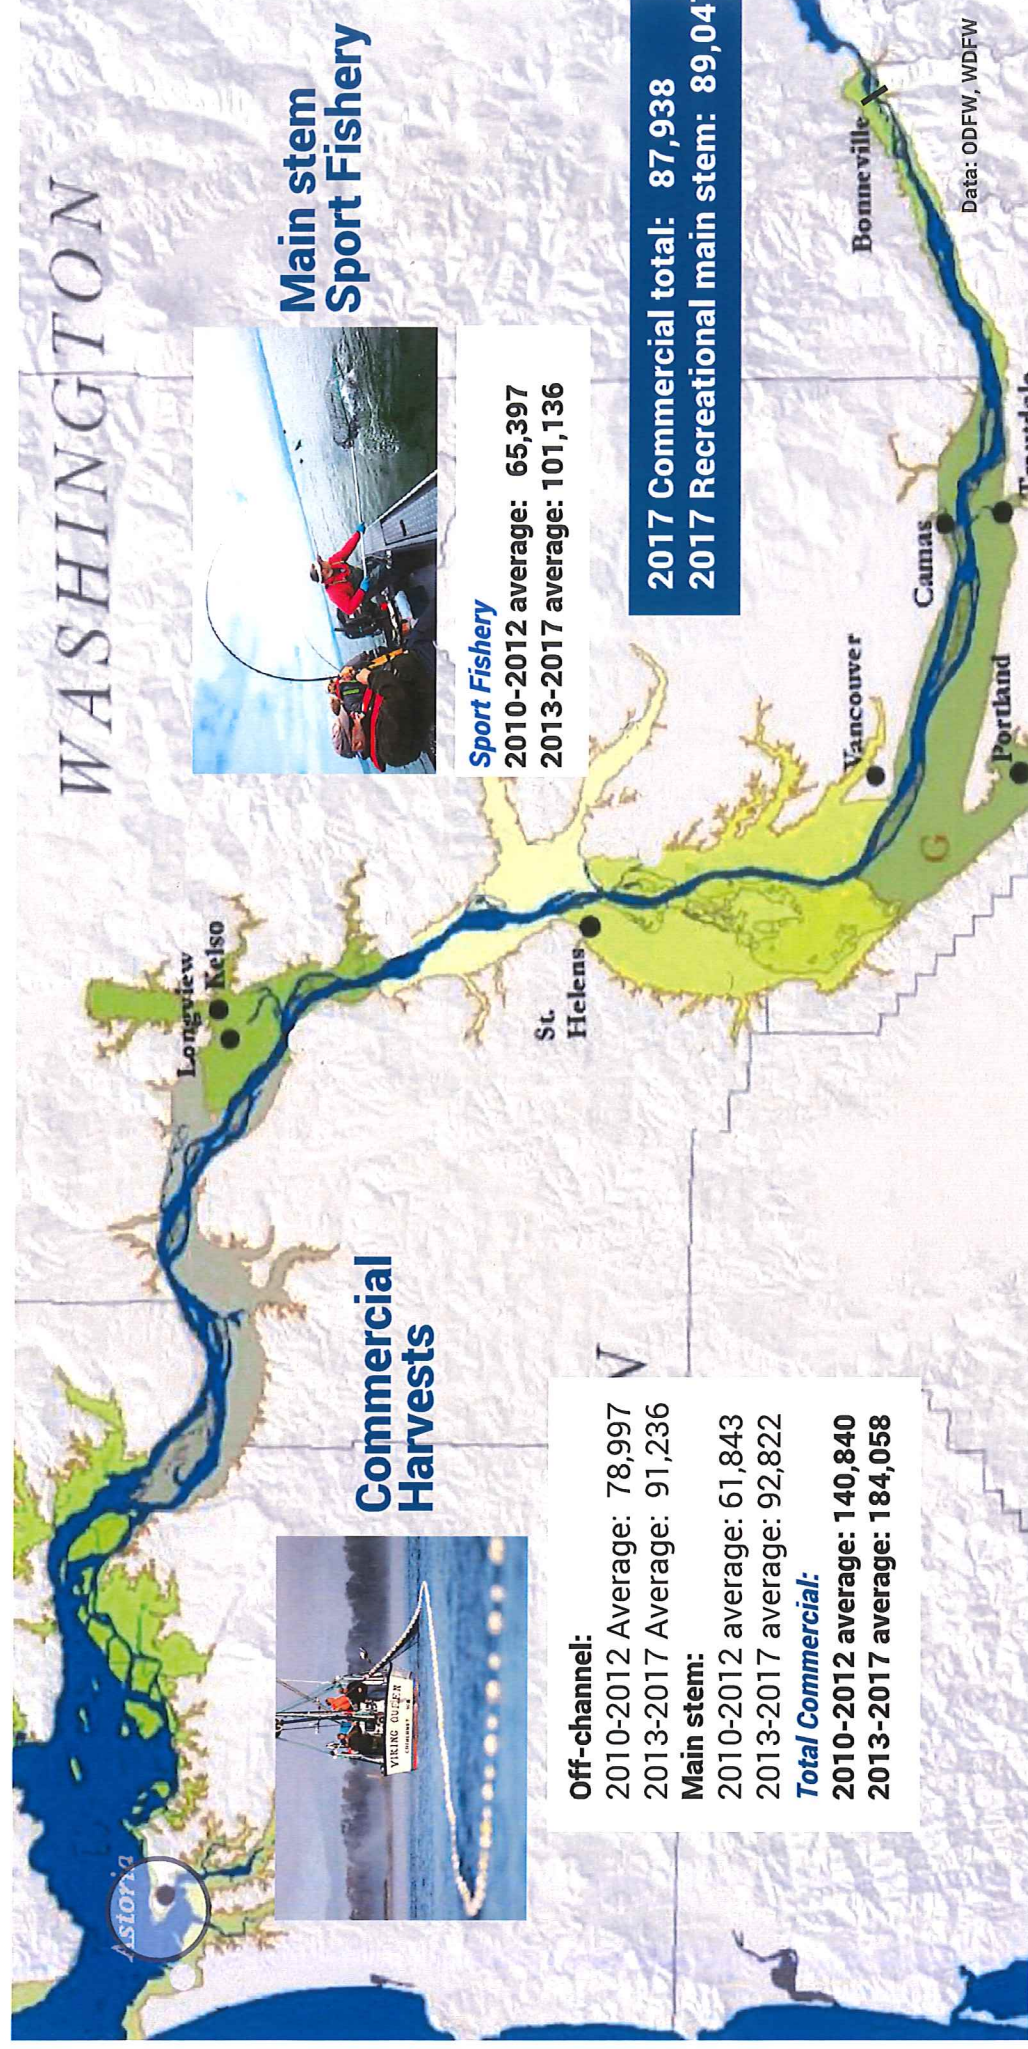 WASHINGTON
Main stem
Sport Fishery
Sport Fishery
2010-2012 average: 65,397
2013-2017 average: 101,136
2017 Commercial total: 87,938
2017 Recreational main stem: 89,04
Commercial
Harvests
VIKING QUEEN
Off-channel:
2010-2012 Average: 78,997
2013-2017 Average: 91,236
Main stem:
2010-2012 average: 61,843
2013-2017 average: 92,822
Total Commercial:
2010-2012 average: 140,840
2013-2017 average: 184,058
Astoria
Longview
Kelso
St.
Helens
Vancouver
Portland
Camas
Bonneville
G
Data: ODFW, WDFW